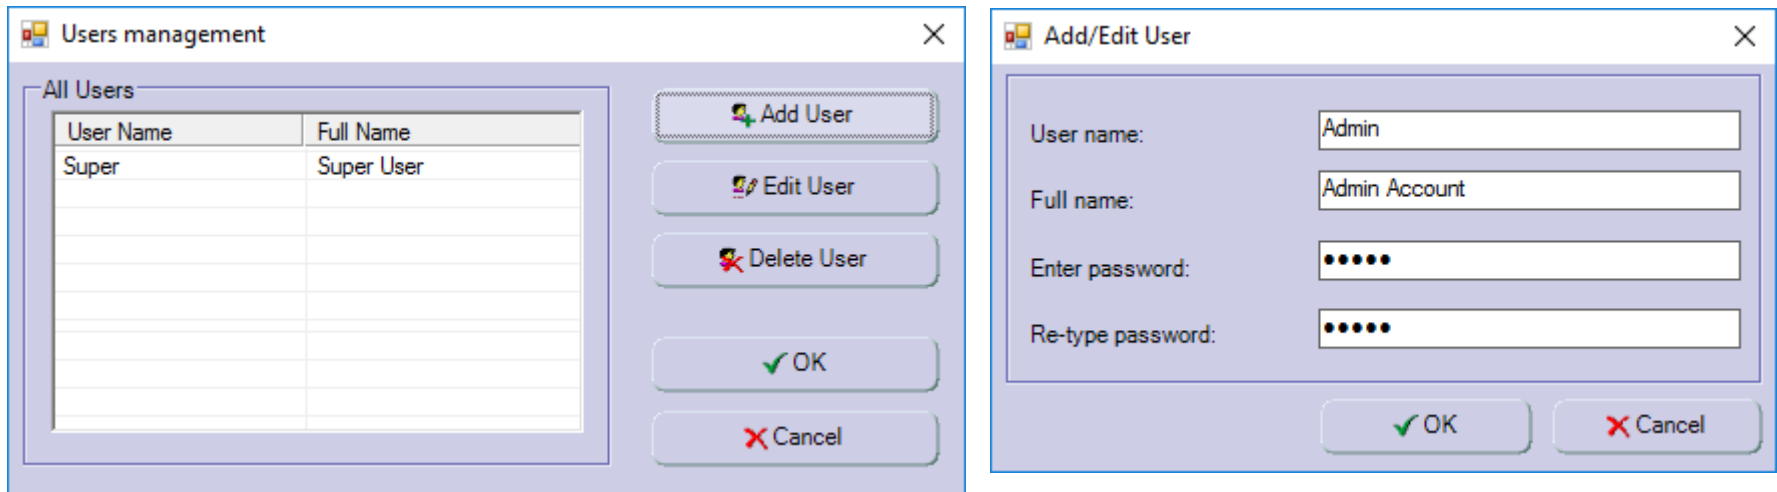 Users management
All Users
User Name Full Name
Super Super User
Add User
Edit User
Delete User
OK
Cancel
Add/Edit User
User name: Admin
Full name: Admin Account
Enter password: •••••
Re-type password: •••••
OK Cancel